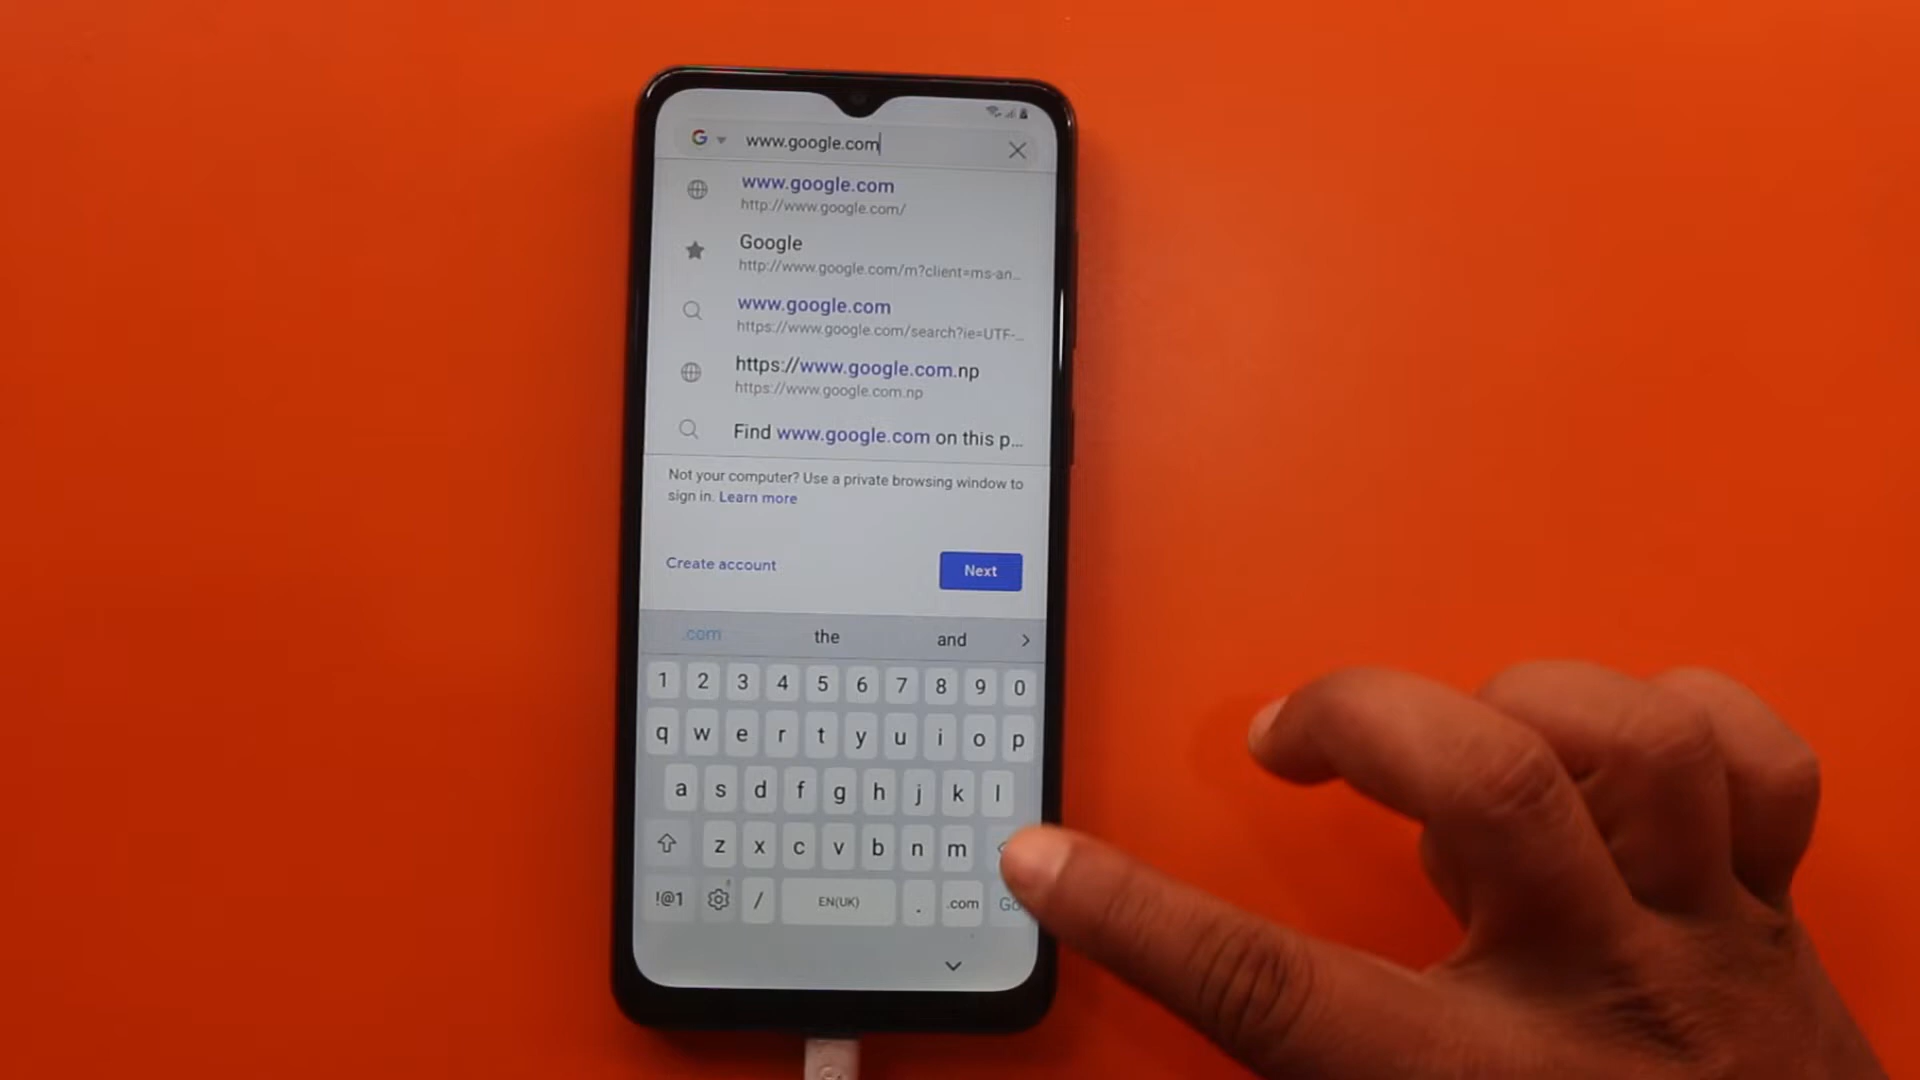 G www.google.com
www.google.com
http://www.google.com/
Google
http://www.google.com/m?client=ms-an...
www.google.com
https://www.google.com/search?ie=UTF-...
https://www.google.com.np
https://www.google.com.np
Find www.google.com on this p...
Not your computer? Use a private browsing window to
sign in. Learn more
Create account Next
.com the and
1 2 3 4 5 6 7 8 9 0
q w e r t y u i o p
a s d f g h j k l
z x c v b n m
!@1 / EN(UK) . .com Go